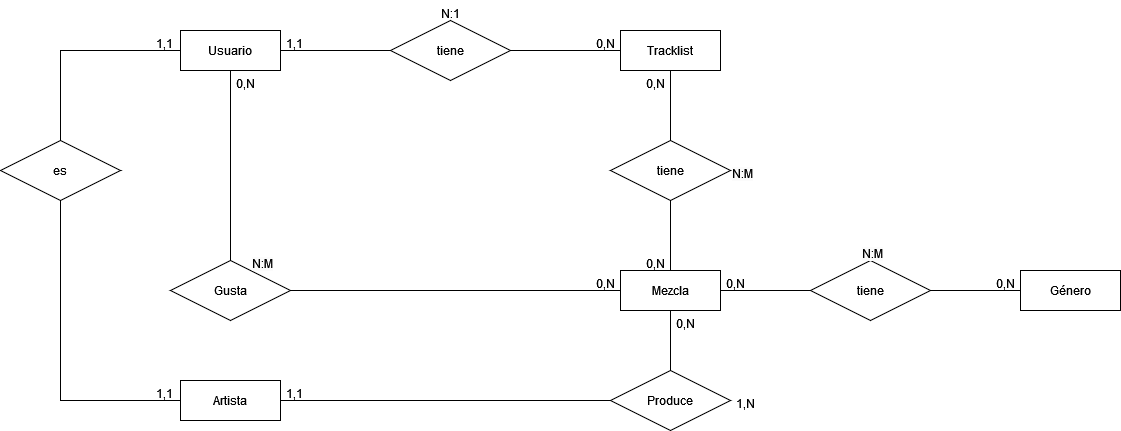 N:1
1,1
Usuario
1,1
tiene
0,N
Tracklist
0,N
0,N
es
tiene
N:M
N:M
0,N
N:M
Gusta
0,N
Mezcla
0,N
tiene
0,N
Género
0,N
1,1
Artista
1,1
Produce
1,N